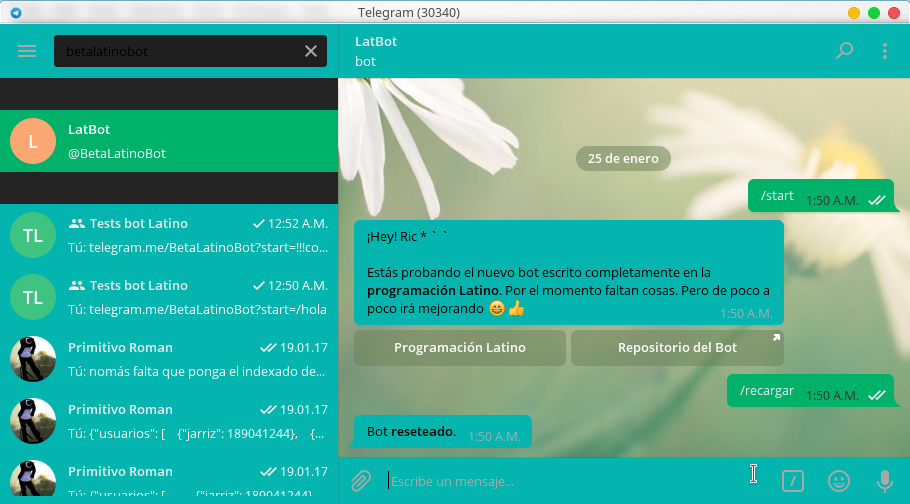 Telegram (30340)
betalatinobot
LatBot
bot
LatBot
@BetaLatinoBot
Tests bot Latino 12:52 A.M.
Tú: telegram.me/BetaLatinoBot?start=!!!co...
Tests bot Latino 12:50 A.M.
Tú: telegram.me/BetaLatinoBot?start=/hola
Primitivo Roman 19.01.17
Tú: nomás falta que ponga el indexado de...
Primitivo Roman 19.01.17
Tú: {"usuarios": [ {"jarriz": 189041244}, {...
Primitivo Roman 19.01.17
Tú: {"usuarios": [ {"jarriz": 189041244}
25 de enero
/start 1:50 A.M.
¡Hey! Ric * ` `
Estás probando el nuevo bot escrito completamente en la
programación Latino. Por el momento faltan cosas. Pero de poco a
poco irá mejorando 😄👍
1:50 A.M.
Programación Latino
Repositorio del Bot
/recargar 1:50 A.M.
Bot reseteado. 1:50 A.M.
Escribe un mensaje...